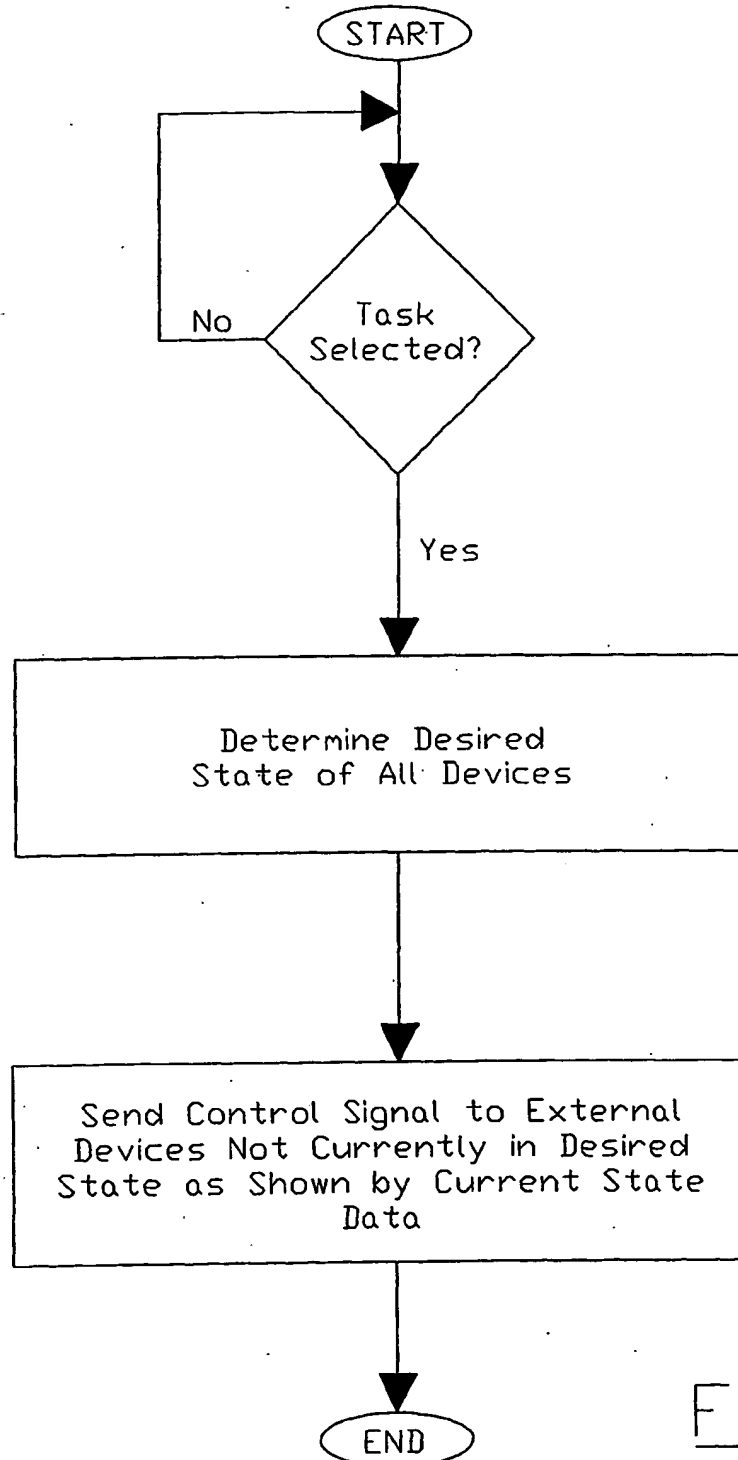 START
No
Task
Selected?
Yes
Determine Desired
State of All Devices
Send Control Signal to External
Devices Not Currently in Desired
State as Shown by Current State
Data
END